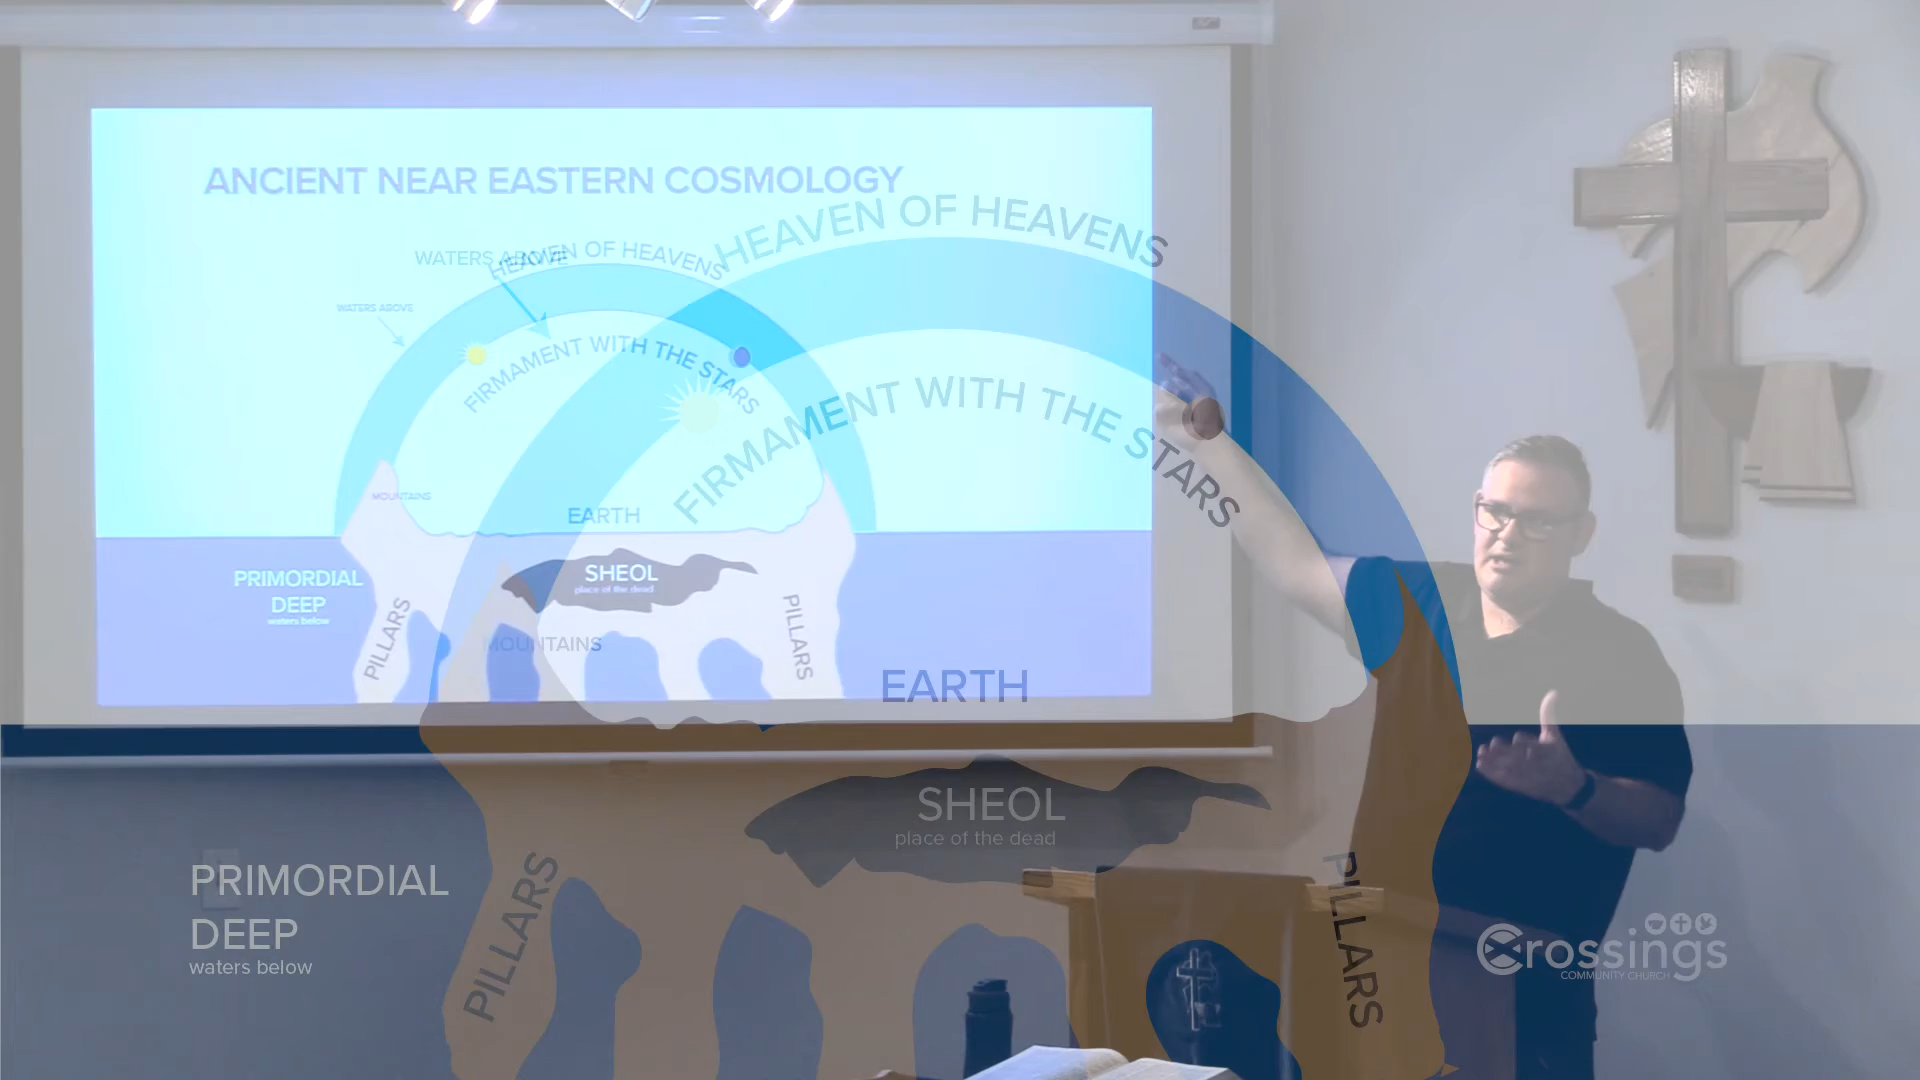 ANCIENT NEAR EASTERN COSMOLOGY
WATERS ABOVE
HEAVEN OF HEAVENS
WATERS ABOVE
FIRMAMENT WITH THE STARS
MOUNTAINS
EARTH
SHEOL
place of the dead
PRIMORDIAL
DEEP
waters below
PILLARS
PILLARS
HEAVEN OF HEAVENS
FIRMAMENT WITH THE STARS
MOUNTAINS
EARTH
SHEOL
place of the dead
PRIMORDIAL
DEEP
waters below
PILLARS
PILLARS
Crossings
COMMUNITY CHURCH